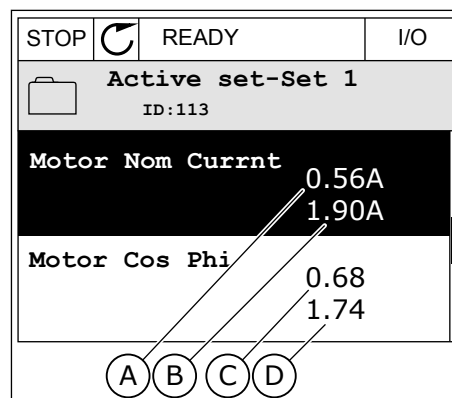 STOP READY I/O
Active set-Set 1
ID:113
Motor Nom Currnt
0.56A
1.90A
Motor Cos Phi
0.68
1.74
A B C D